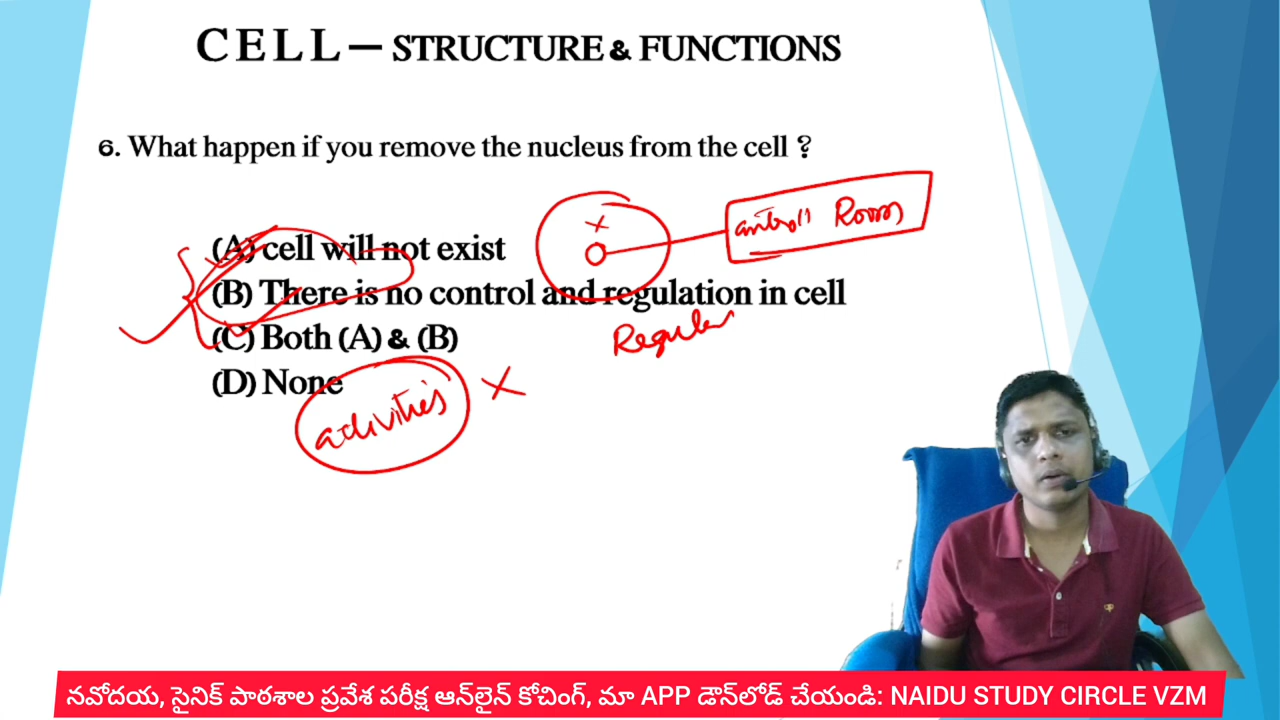 CELL — STRUCTURE & FUNCTIONS
6. What happen if you remove the nucleus from the cell ?
control Room
(A) cell will not exist
(B) There is no control and regulation in cell
Regular
(C) Both (A) & (B)
(D) None
activities
నవోదయ, సైనిక్ పాఠశాల ప్రవేశ పరీక్ష ఆన్‌లైన్ కోచింగ్, మా APP డౌన్‌లోడ్ చేయండి: NAIDU STUDY CIRCLE VZM